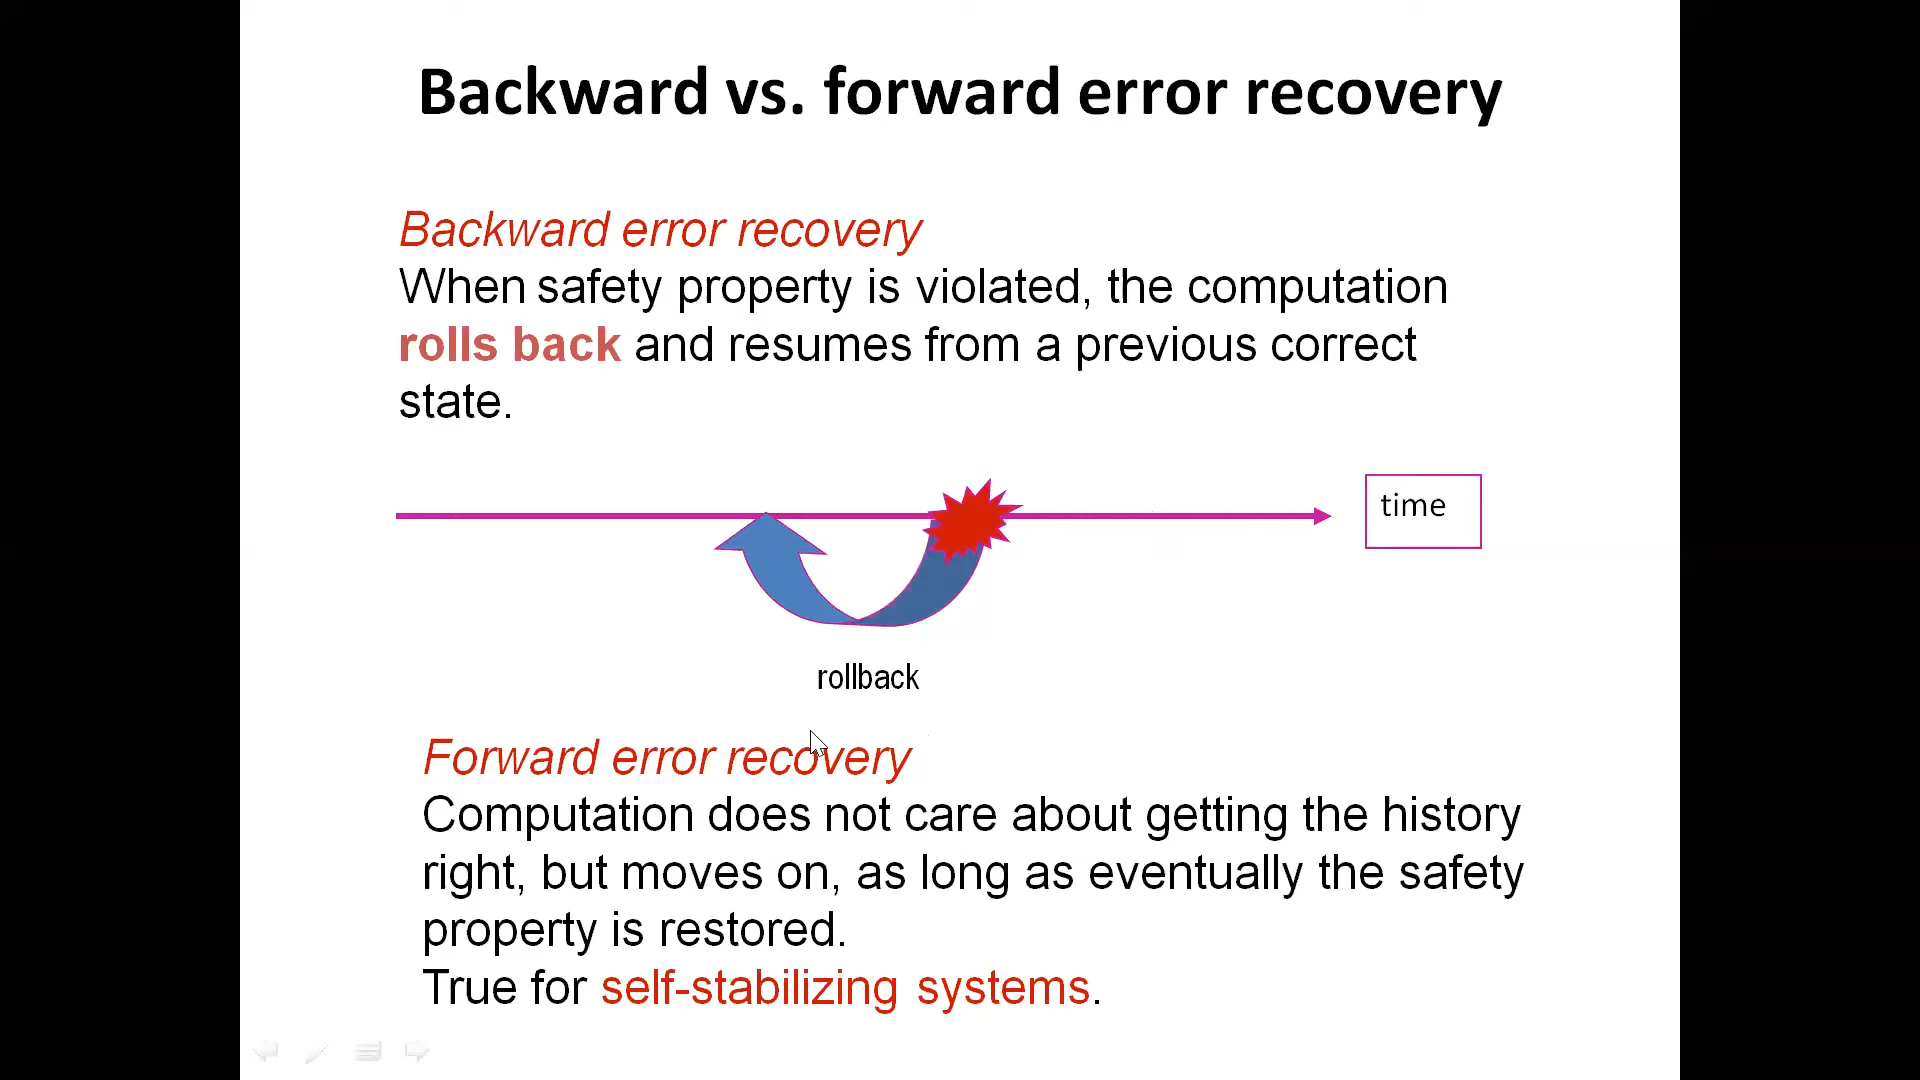 Backward vs. forward error recovery
Backward error recovery
When safety property is violated, the computation
rolls back and resumes from a previous correct
state.
time
rollback
Forward error recovery
Computation does not care about getting the history
right, but moves on, as long as eventually the safety
property is restored.
True for self-stabilizing systems.